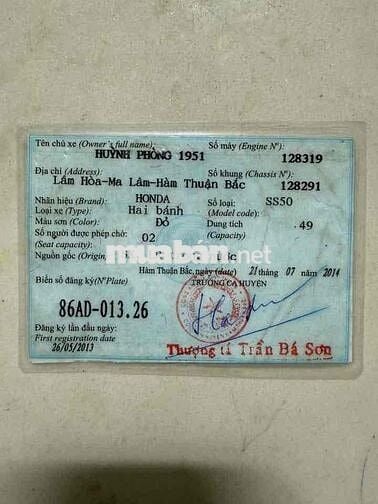 Tên chủ xe (Owner's full name): Số máy (Engine Nº):
HUỲNH PHÒNG 1951 128319
Địa chỉ (Address): Số khung (Chassis Nº):
Lâm Hòa-Ma Lâm-Hàm Thuận Bắc 128291
Nhãn hiệu (Brand): HONDA Số loại: SS50
Loại xe (Type): Hai bánh (Model code):
Màu sơn (Color): Đỏ Dung tích .49
Số người được phép chở: 02 (Capacity)
(Seat capacity):
muaban.net
Nguồn gốc (Origin)
Hàm Thuận Bắc, ngày (date) 21 tháng 07 năm 2014
Biển số đăng ký (Nº Plate) TRƯỞNG CA HUYỆN
86AD-013.26
Đăng ký lần đầu ngày:
First registration date
26/05/2013
Thượng tá Trần Bá Sơn